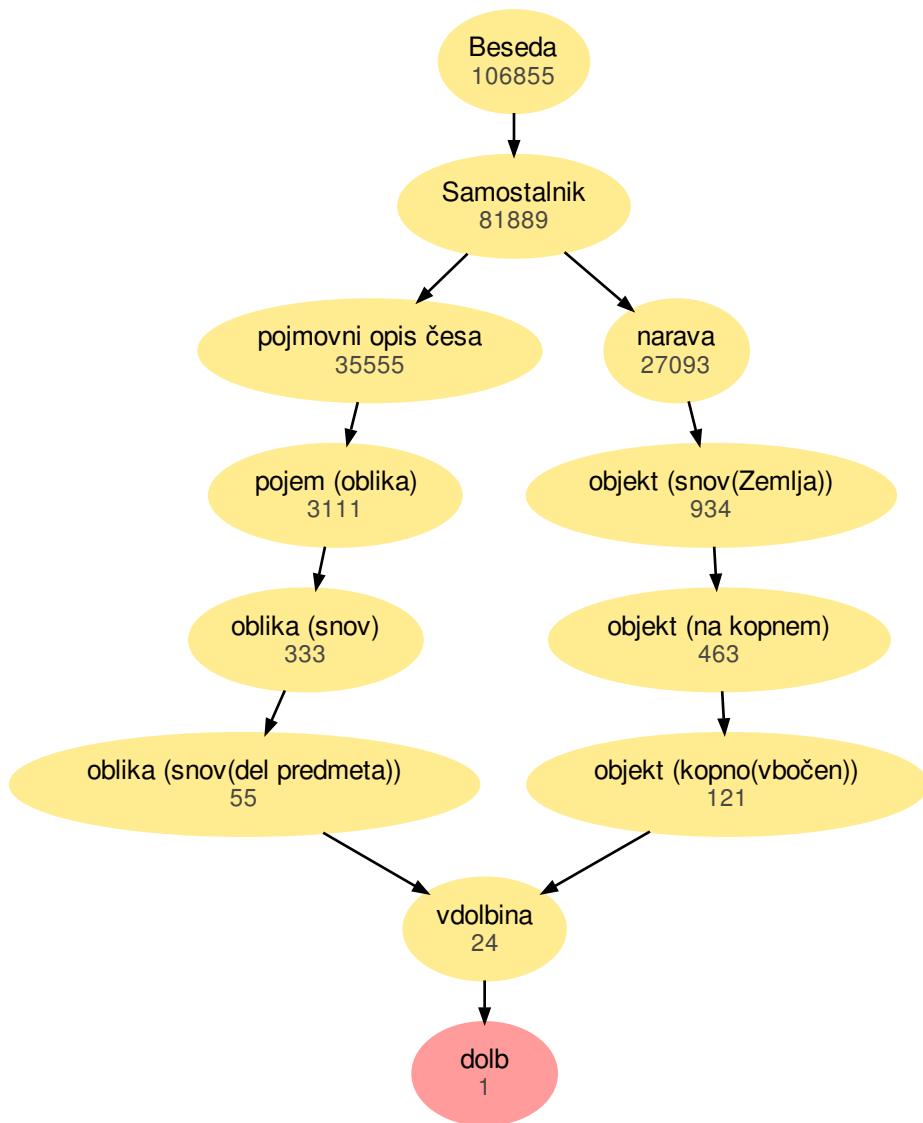 Beseda
106855
Samostalnik
81889
pojmovni opis česa
35555
narava
27093
pojem (oblika)
3111
objekt (snov(Zemlja))
934
oblika (snov)
333
objekt (na kopnem)
463
oblika (snov(del predmeta))
55
objekt (kopno(vbočen))
121
vdolbina
24
dolb
1